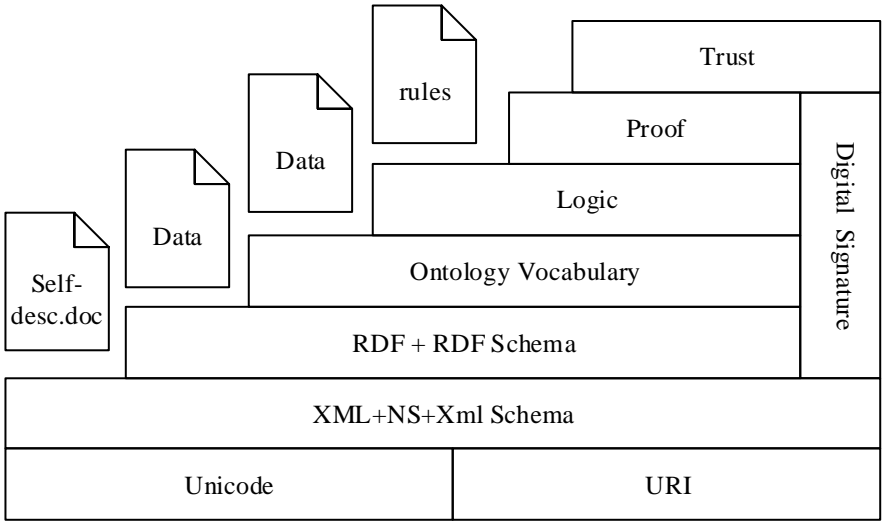 Trust
rules
Proof
Data
Digital Signature
Logic
Data
Ontology Vocabulary
Self-
desc.doc
RDF + RDF Schema
XML+NS+Xml Schema
Unicode
URI